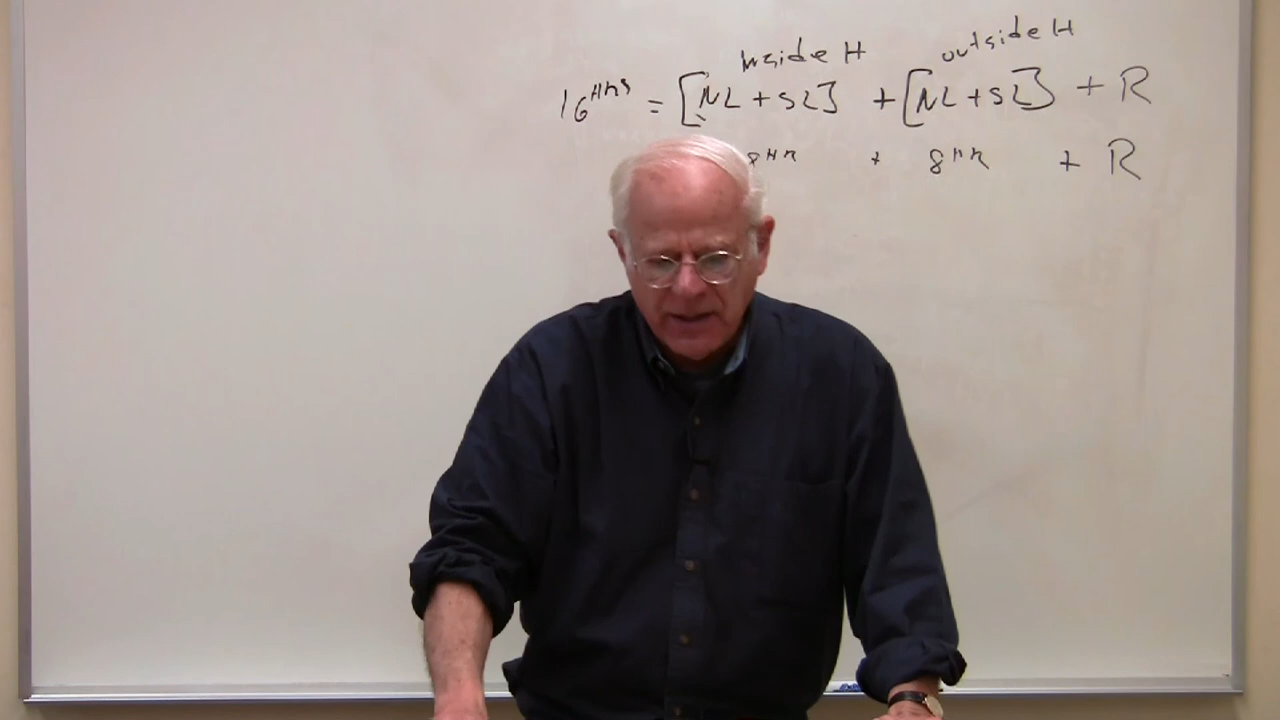 Inside H outside H
16 HRS = [NL + SL] + [NL + SL] + R
8 HR + 8 HR + R